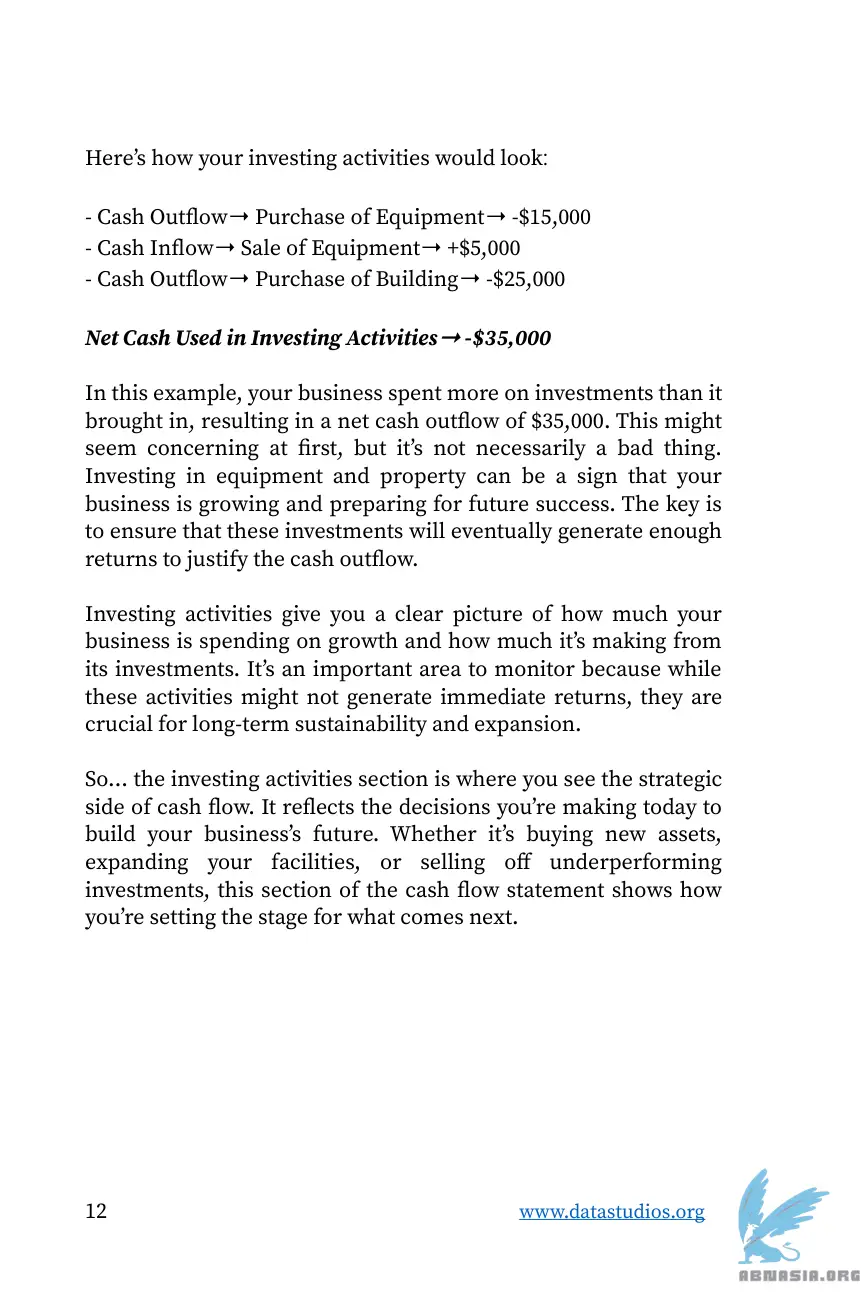 Here’s how your investing activities would look:
- Cash Outflow→ Purchase of Equipment→ -$15,000
- Cash Inflow→ Sale of Equipment→ +$5,000
- Cash Outflow→ Purchase of Building→ -$25,000
Net Cash Used in Investing Activities→ -$35,000
In this example, your business spent more on investments than it
brought in, resulting in a net cash outflow of $35,000. This might
seem concerning at first, but it’s not necessarily a bad thing.
Investing in equipment and property can be a sign that your
business is growing and preparing for future success. The key is
to ensure that these investments will eventually generate enough
returns to justify the cash outflow.
Investing activities give you a clear picture of how much your
business is spending on growth and how much it’s making from
its investments. It’s an important area to monitor because while
these activities might not generate immediate returns, they are
crucial for long-term sustainability and expansion.
So… the investing activities section is where you see the strategic
side of cash flow. It reflects the decisions you’re making today to
build your business’s future. Whether it’s buying new assets,
expanding your facilities, or selling off underperforming
investments, this section of the cash flow statement shows how
you’re setting the stage for what comes next.
12
www.datastudios.org
ABNASIA.ORG